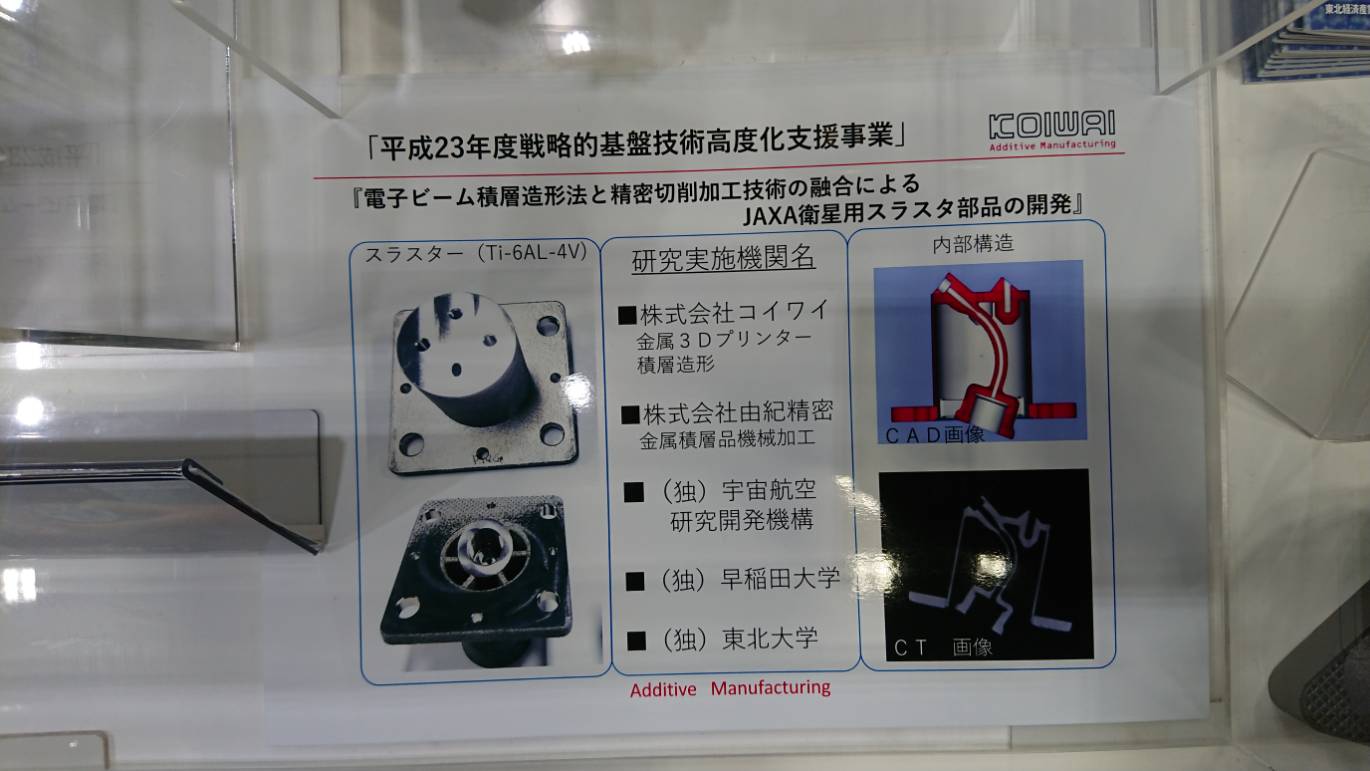 「平成23年度戦略的基盤技術高度化支援事業」
KOIWAI
Additive Manufacturing
『電子ビーム積層造形法と精密切削加工技術の融合による
JAXA衛星用スラスタ部品の開発』
スラスター（Ti-6AL-4V）
研究実施機関名
■株式会社コイワイ
金属３Ｄプリンター
積層造形
■株式会社由紀精密
金属積層品機械加工
■（独）宇宙航空
研究開発機構
■（独）早稲田大学
■（独）東北大学
内部構造
ＣＡＤ画像
ＣＴ　画像
Additive Manufacturing
東北経済産